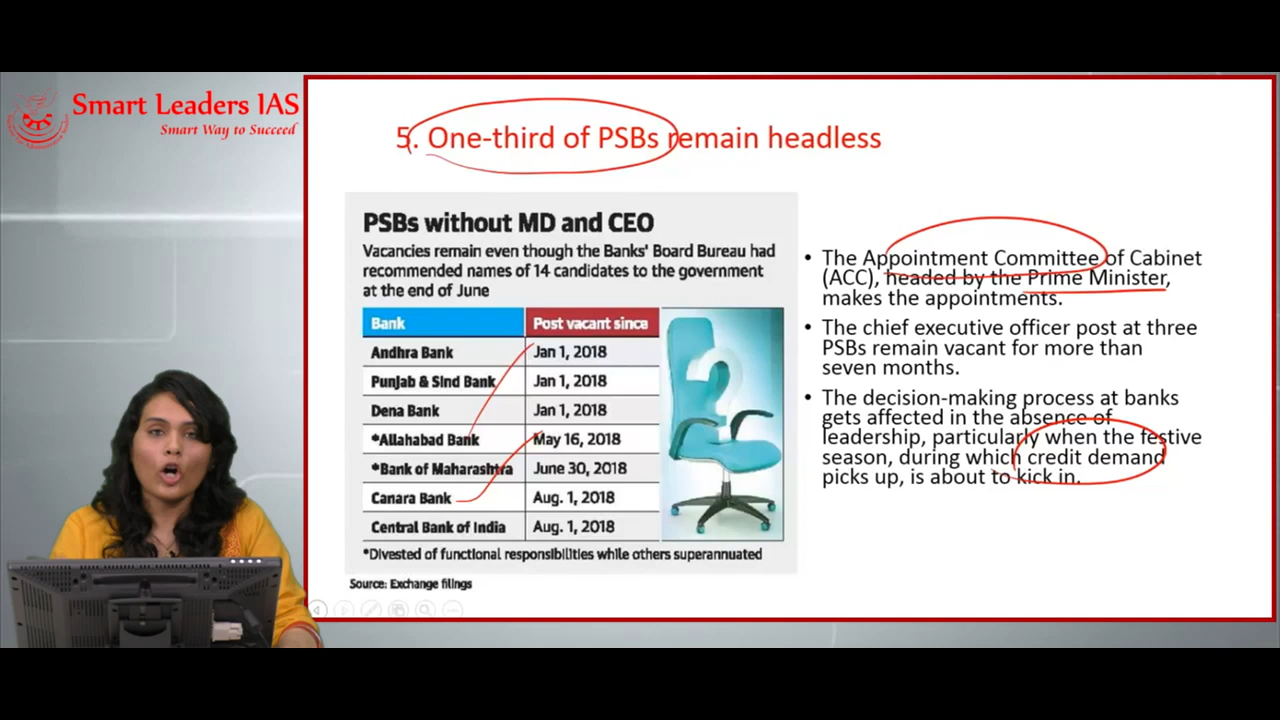 Smart Leaders IAS
Smart Way to Succeed
5. One-third of PSBs remain headless
PSBs without MD and CEO
Vacancies remain even though the Banks' Board Bureau had
recommended names of 14 candidates to the government
at the end of June
Bank Post vacant since
Andhra Bank Jan 1, 2018
Punjab & Sind Bank Jan 1, 2018
Dena Bank Jan 1, 2018
*Allahabad Bank May 16, 2018
*Bank of Maharashtra June 30, 2018
Canara Bank Aug. 1, 2018
Central Bank of India Aug. 1, 2018
*Divested of functional responsibilities while others superannuated
Source: Exchange filings
• The Appointment Committee of Cabinet
(ACC), headed by the Prime Minister,
makes the appointments.
• The chief executive officer post at three
PSBs remain vacant for more than
seven months.
• The decision-making process at banks
gets affected in the absence of
leadership, particularly when the festive
season, during which credit demand
picks up, is about to kick in.